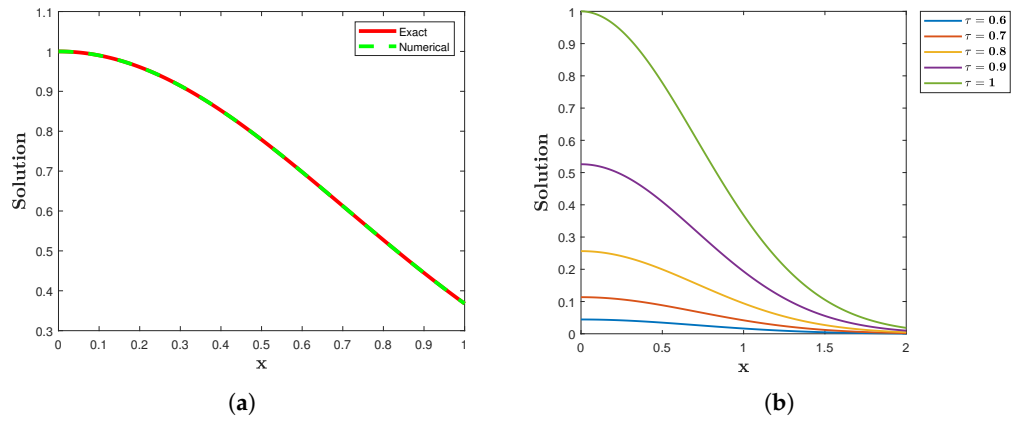 1.1
1
0.9
0.8
0.7
0.6
0.5
0.4
0.3
Solution
0 0.1 0.2 0.3 0.4 0.5 0.6 0.7 0.8 0.9 1
x
Exact
Numerical
(a)
1
0.9
0.8
0.7
0.6
0.5
0.4
0.3
0.2
0.1
0
Solution
0 0.5 1 1.5 2
x
τ = 0.6
τ = 0.7
τ = 0.8
τ = 0.9
τ = 1
(b)